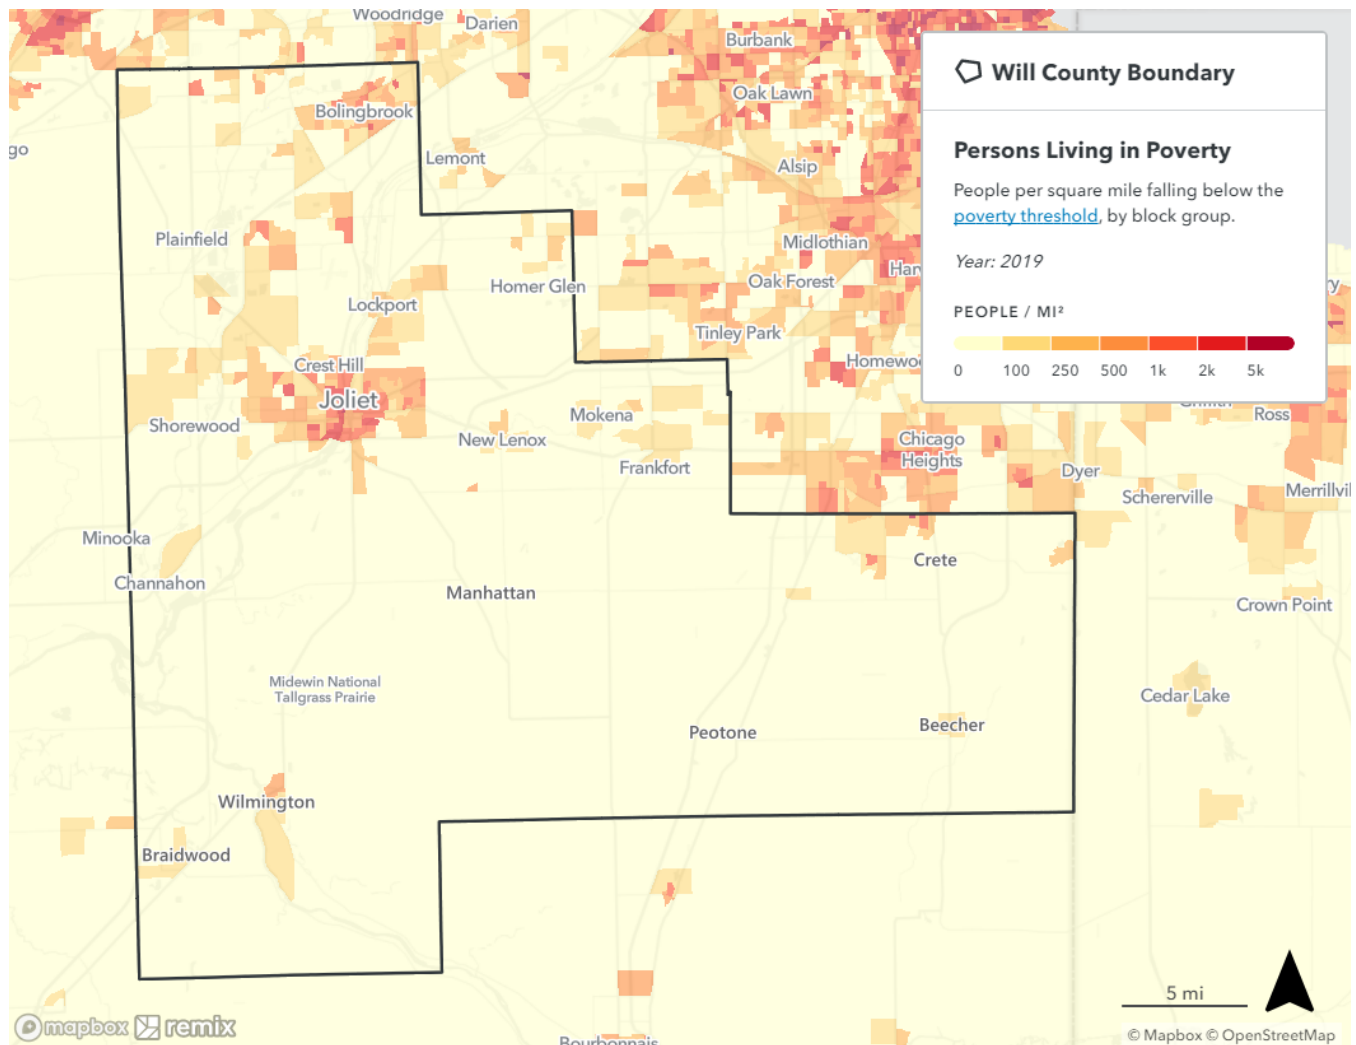 Woodridge
Darien
Burbank
Oak Lawn
Bolingbrook
go
Lemont
Alsip
Plainfield
Midlothian
Homer Glen
Oak Forest
Lockport
Tinley Park
Crest Hill
Homewoo
Joliet
Shorewood
Mokena
New Lenox
Chicago
Heights
Frankfort
Dyer
Ross
Schererville
Merrillvil
Minooka
Channahon
Crete
Manhattan
Crown Point
Midewin National
Tallgrass Prairie
Cedar Lake
Peotone
Beecher
Wilmington
Braidwood
Bourbonnais
Will County Boundary
Persons Living in Poverty
People per square mile falling below the
poverty threshold, by block group.
Year: 2019
PEOPLE / MI²
0 100 250 500 1k 2k 5k
5 mi
mapbox remix
© Mapbox © OpenStreetMap